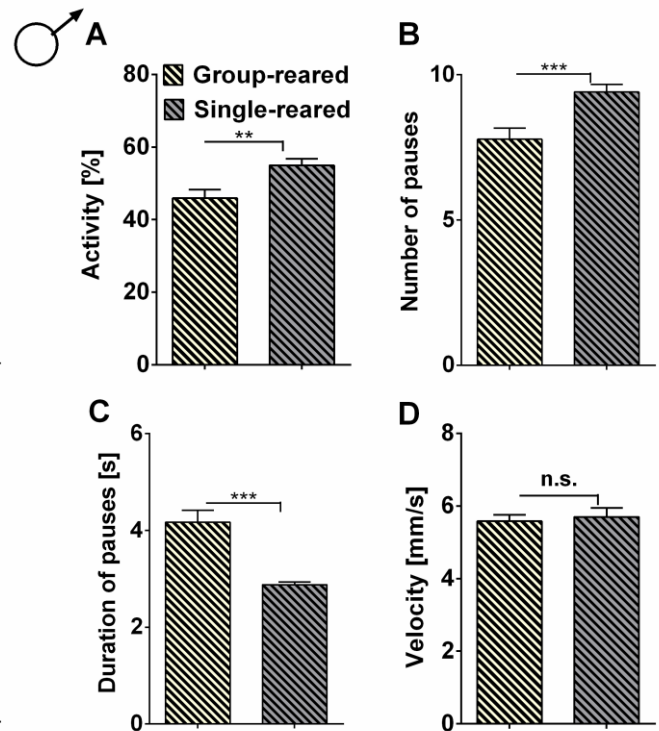 A
Activity [%]
80
60
40
20
0
Group-reared
Single-reared
**
B
Number of pauses
10
5
0
***
C
Duration of pauses [s]
6
4
2
0
***
D
Velocity [mm/s]
8
6
4
2
0
n.s.